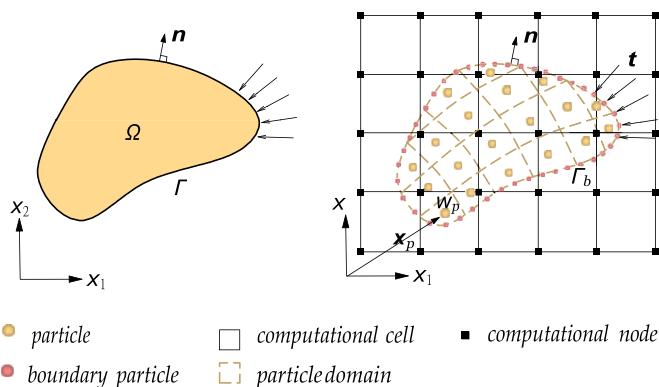 n
Ω
Γ
x2
x1
n
t
Γb
wp
xp
x
x1
particle
computational cell
computational node
boundary particle
particle domain